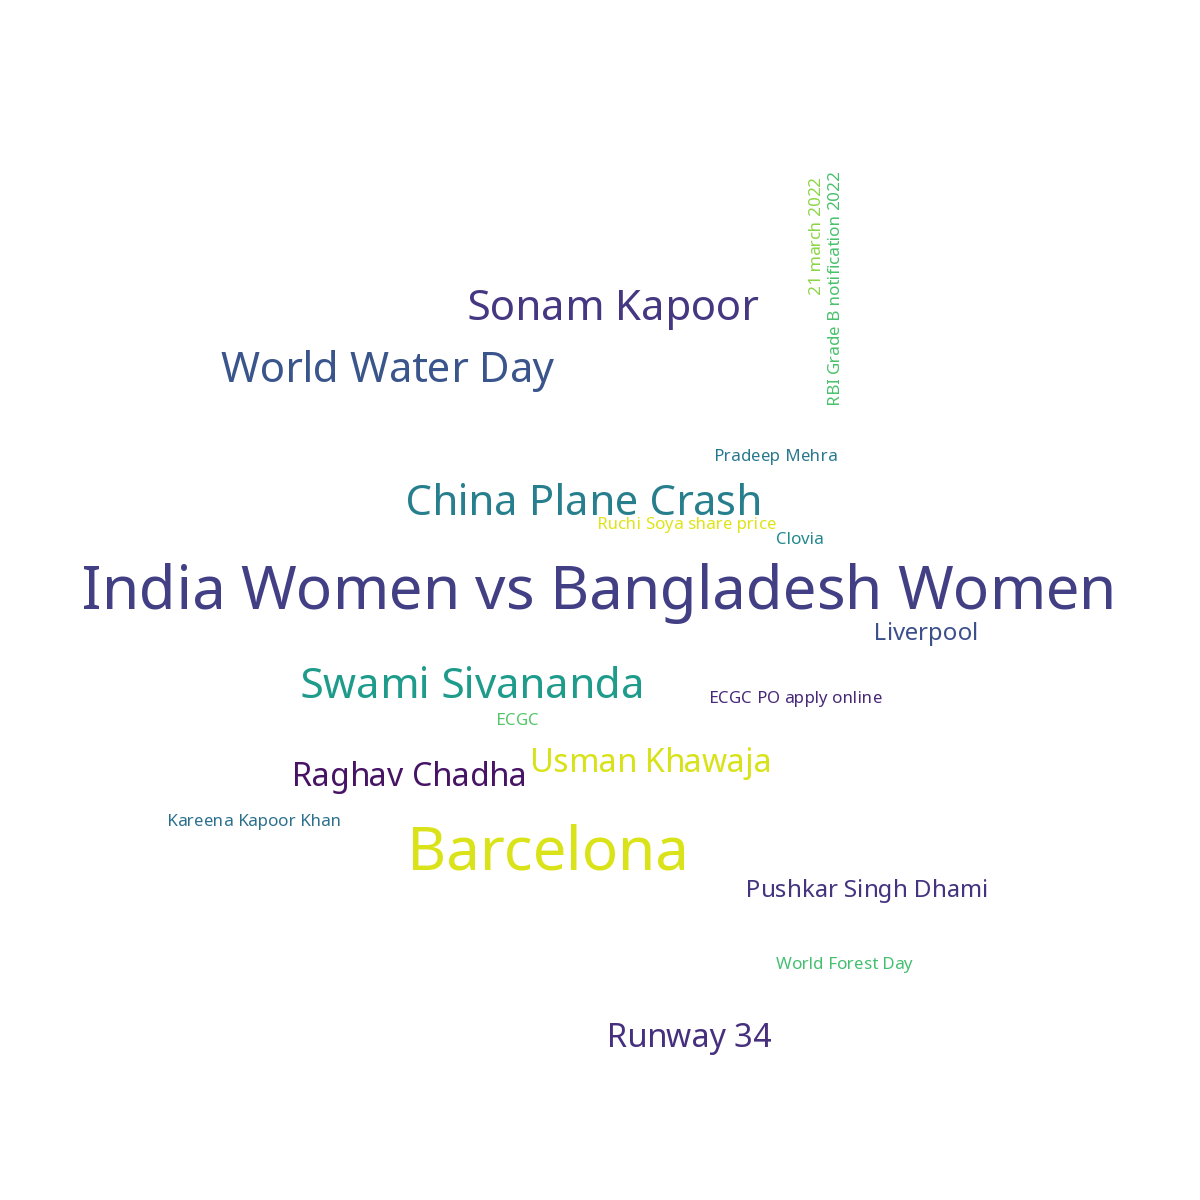 21 march 2022
RBI Grade B notification 2022
Sonam Kapoor
World Water Day
Pradeep Mehra
China Plane Crash
Ruchi Soya share price
Clovia
India Women vs Bangladesh Women
Liverpool
Swami Sivananda
ECGC PO apply online
ECGC
Usman Khawaja
Raghav Chadha
Kareena Kapoor Khan
Barcelona
Pushkar Singh Dhami
World Forest Day
Runway 34